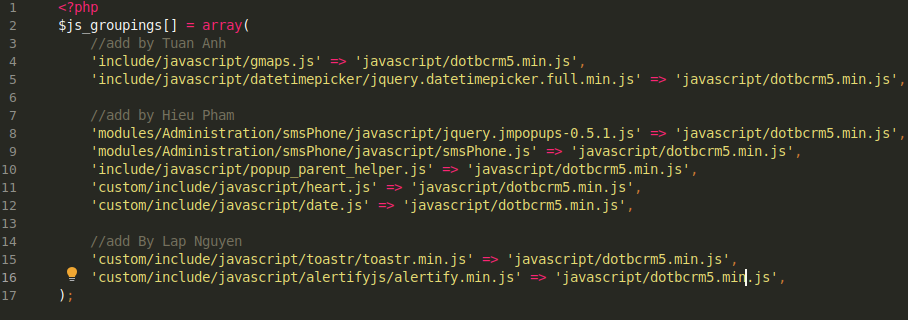 1 <?php
2 $js_groupings[] = array(
3 //add by Tuan Anh
4 'include/javascript/gmaps.js' => 'javascript/dotbcrm5.min.js',
5 'include/javascript/datetimepicker/jquery.datetimepicker.full.min.js' => 'javascript/dotbcrm5.min.js',
6
7 //add by Hieu Pham
8 'modules/Administration/smsPhone/javascript/jquery.jmpopups-0.5.1.js' => 'javascript/dotbcrm5.min.js',
9 'modules/Administration/smsPhone/javascript/smsPhone.js' => 'javascript/dotbcrm5.min.js',
10 'include/javascript/popup_parent_helper.js' => 'javascript/dotbcrm5.min.js',
11 'custom/include/javascript/heart.js' => 'javascript/dotbcrm5.min.js',
12 'custom/include/javascript/date.js' => 'javascript/dotbcrm5.min.js',
13
14 //add By Lap Nguyen
15 'custom/include/javascript/toastr/toastr.min.js' => 'javascript/dotbcrm5.min.js',
16 'custom/include/javascript/alertifyjs/alertify.min.js' => 'javascript/dotbcrm5.min.js',
17 );